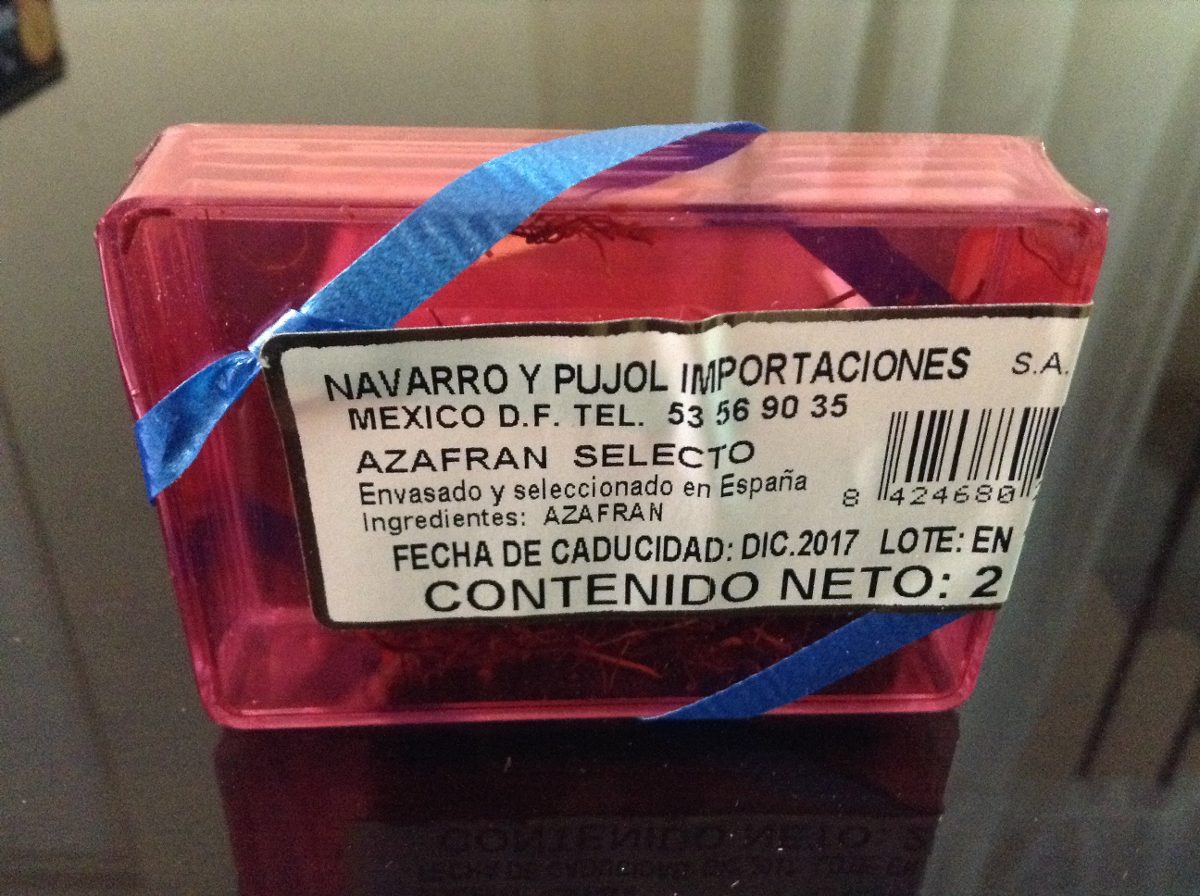 NAVARRO Y PUJOL IMPORTACIONES S.A.
MEXICO D.F. TEL. 53 56 90 35
AZAFRAN SELECTO
Envasado y seleccionado en España
Ingredientes: AZAFRAN
8 424680
FECHA DE CADUCIDAD: DIC.2017 LOTE: EN
CONTENIDO NETO: 2